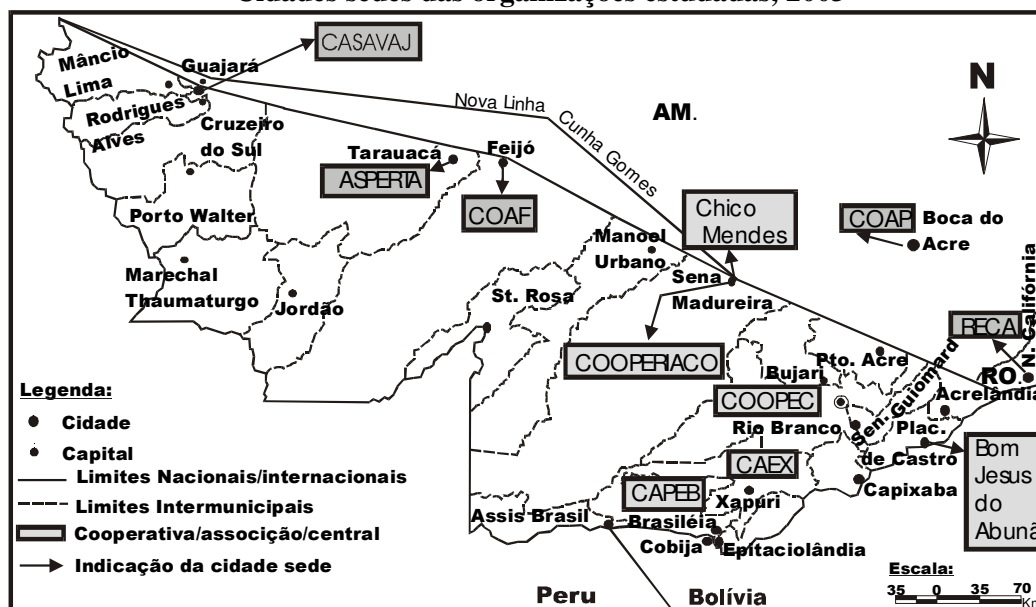 Cidades sedes das organizações estudadas, 2003
CASAVAJ
Mâncio
Lima
Guajará
N
Nova Linha
Cunha Gomes
AM.
Rodrigues
Alves
Cruzeiro
do Sul
Tarauacá
Feijó
ASPERTA
COAF
Chico
Mendes
COAP
Boca do
Acre
Porto Walter
Manoel
Urbano
Sena
Madureira
Marechal
Thaumaturgo
Jordão
St. Rosa
N. Califórnia
RECA
COOPERIACO
Pto. Acre
Bujari
Sen. Guiomard
RO.
Acrelândia
Legenda:
Cidade
Capital
Limites Nacionais/internacionais
Limites Intermunicipais
Cooperativa/associção/central
Indicação da cidade sede
COOPEC
Rio Branco
Plac.
de Castro
CAEX
Capixaba
CAPEB
Xapuri
Bom
Jesus
do
Abunã
Assis Brasil
Brasiléia
Cobija
Epitaciolândia
Peru
Bolívia
Escala:
35 0 35 70
Km